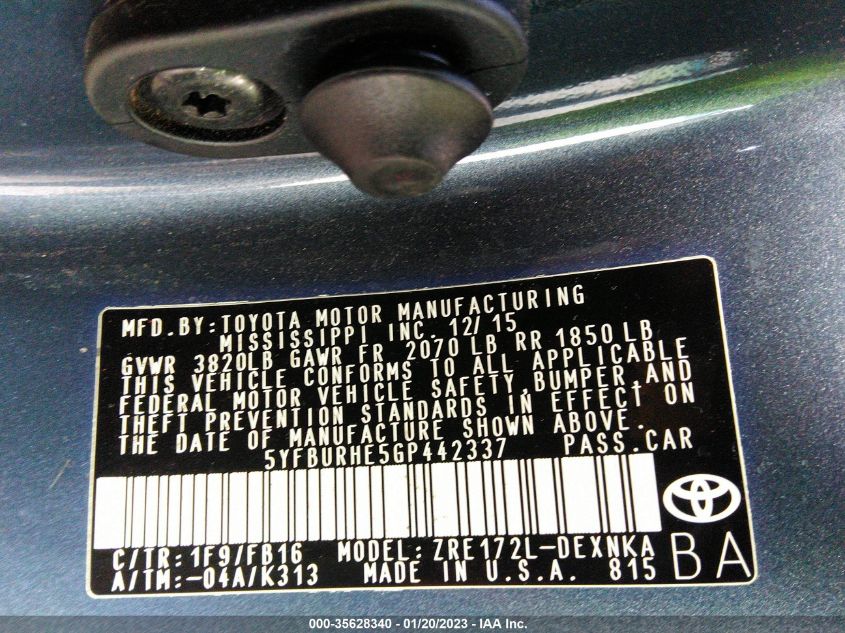 MFD.BY:TOYOTA MOTOR MANUFACTURING
MISSISSIPPI INC. 12/15
GVWR 3820LB GAWR FR 2070 LB RR 1850 LB
THIS VEHICLE CONFORMS TO ALL APPLICABLE
FEDERAL MOTOR VEHICLE SAFETY,BUMPER,AND
THEFT PREVENTION STANDARDS IN EFFECT ON
THE DATE OF MANUFACTURE SHOWN ABOVE.
5YFBURHE5GP442337 PASS.CAR
C/TR:1F9/FB16 MODEL:ZRE172L-DEXNKA
A/TM:-04A/K313 MADE IN U.S.A. 815
BA
000-35628340 - 01/20/2023 - IAA Inc.